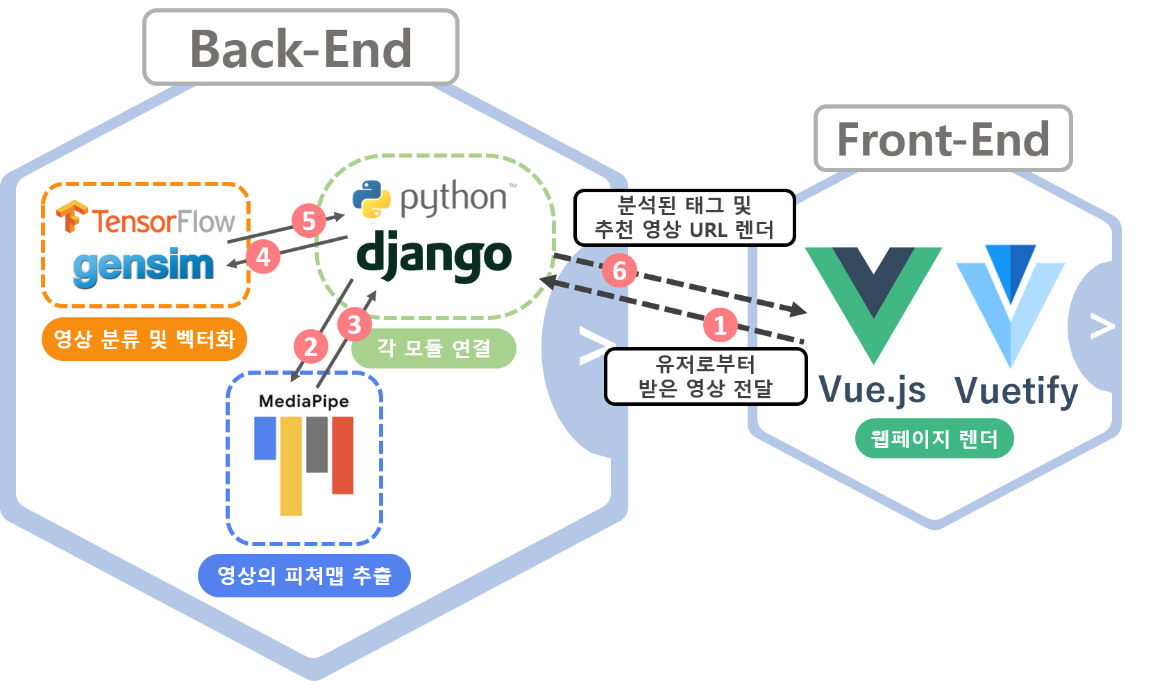 Back-End
Front-End
TensorFlow
gensim
영상 분류 및 벡터화
python™
django
각 모듈 연결
5
4
2
3
MediaPipe
영상의 피쳐맵 추출
>
분석된 태그 및
추천 영상 URL 렌더
6
1
유저로부터
받은 영상 전달
Vue.js
Vuetify
웹페이지 렌더
>